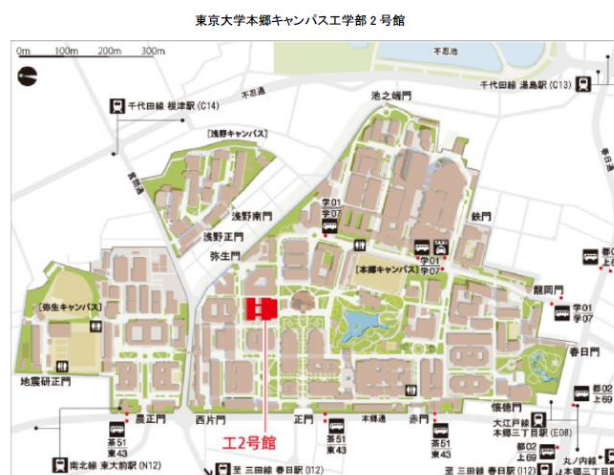 東京大学本郷キャンパス工学部2号館
0m 100m 200m 300m
不忍池
千代田線 湯島駅(C13)
池之端門
不忍通
千代田線 根津駅(C14)
春日通
[浅野キャンパス]
言問通
浅野南門
学01
学07
鉄門
浅野正門
TAXI
弥生門
学01
学07
[本郷キャンパス]
都0
上6
龍岡門
[弥生キャンパス]
学01
学07
春日門
地震研正門
都02
上69
懐徳門
農正門
西片門
正門
本郷通
赤門
大江戸線
本郷三丁目駅(E08)
茶51
東43
工2号館
茶51
東43
茶51
東43
都02
上69
丸ノ内線
本郷三丁
南北線 東大前駅(N12)
至 三田線 春日駅(I12)
至 三田線 春日駅(I12)